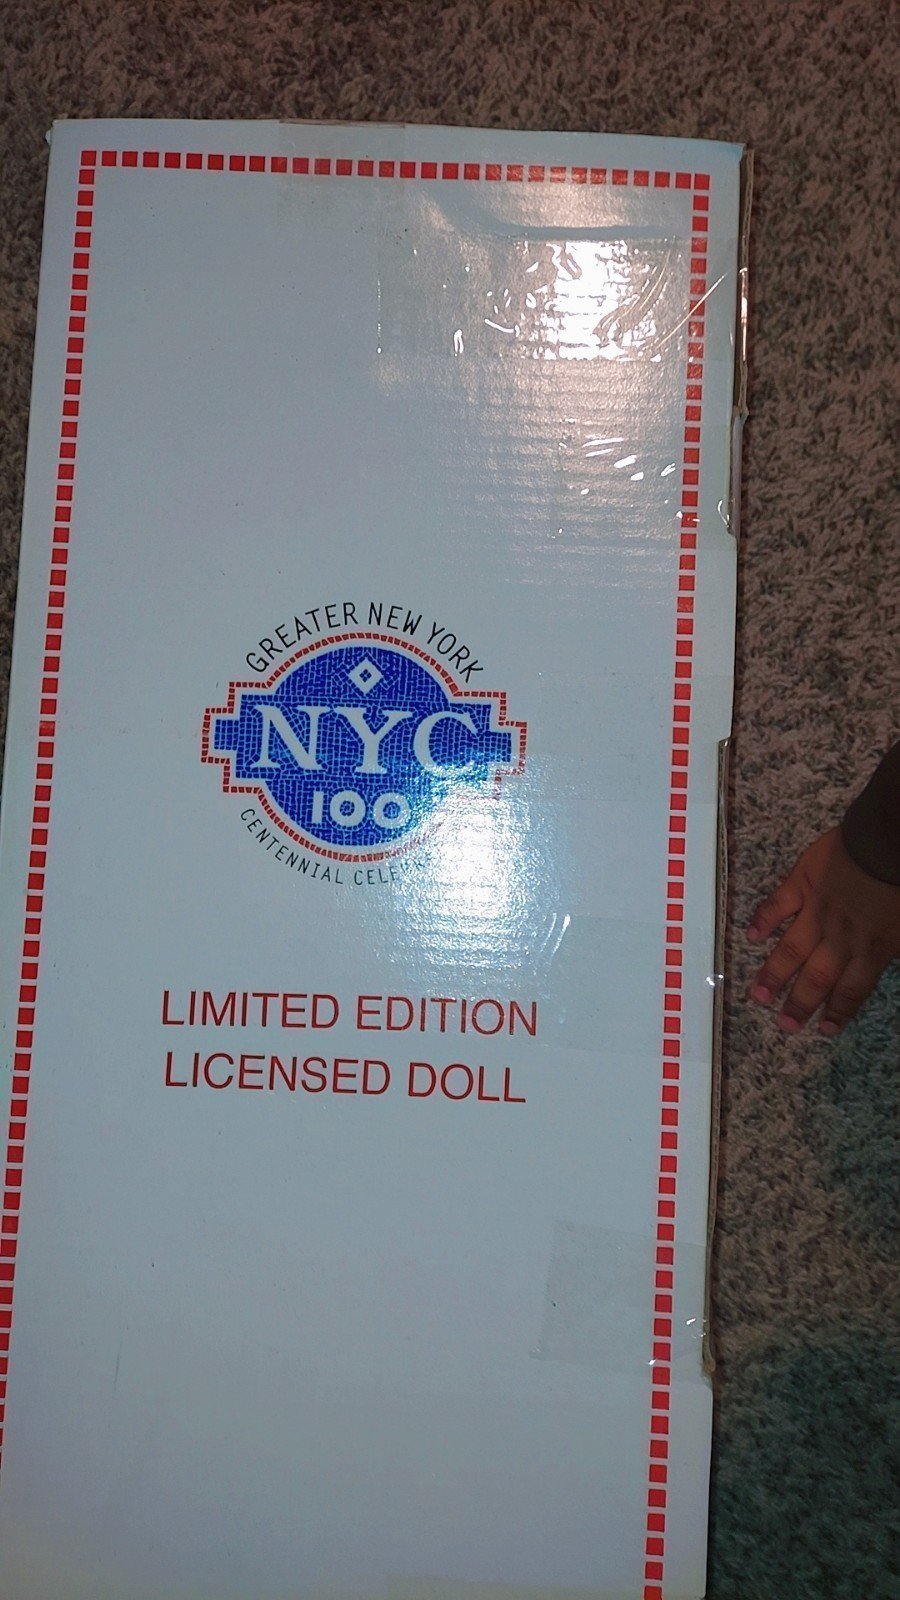 GREATER NEW YORK
NYC
100
CENTENNIAL
LIMITED EDITION
LICENSED DOLL